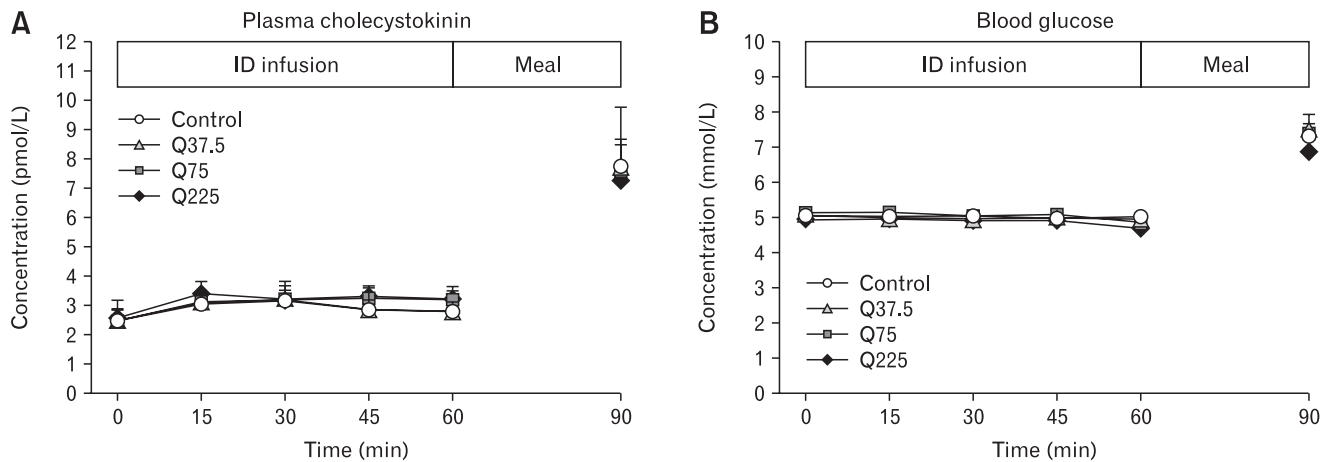 A
Plasma cholecystokinin
Concentration (pmol/L)
12
11
10
9
8
7
6
5
4
3
2
1
0
ID infusion
Meal
Control
Q37.5
Q75
Q225
0 15 30 45 60 90
Time (min)
B
Blood glucose
Concentration (mmol/L)
10
9
8
7
6
5
4
3
2
1
0
ID infusion
Meal
Control
Q37.5
Q75
Q225
0 15 30 45 60 90
Time (min)